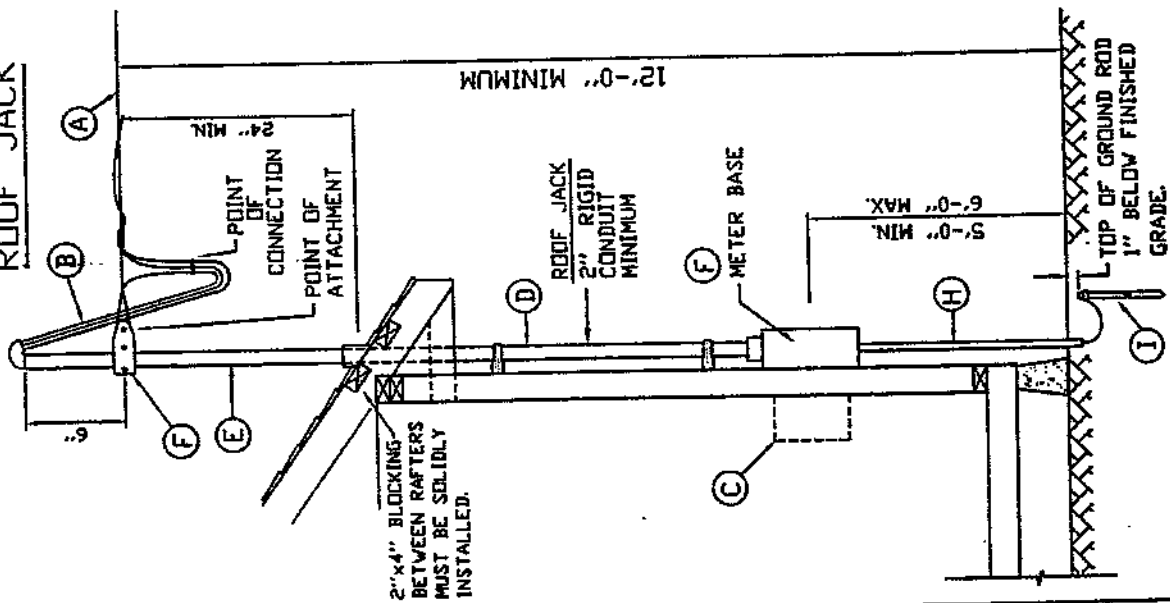 ROOF JACK
A
B
24" MIN.
POINT
OF
CONNECTION
POINT OF
ATTACHMENT
12'-0" MINIMUM
6"
F
E
2"x4" BLOCKING
BETWEEN RAFTERS
MUST BE SOLIDLY
INSTALLED.
D
ROOF JACK
2" RIGID
CONDUIT
MINIMUM
F
METER BASE
C
5'-0" MIN.
6'-0" MAX.
H
I
TOP OF GROUND ROD
1" BELOW FINISHED
GRADE.